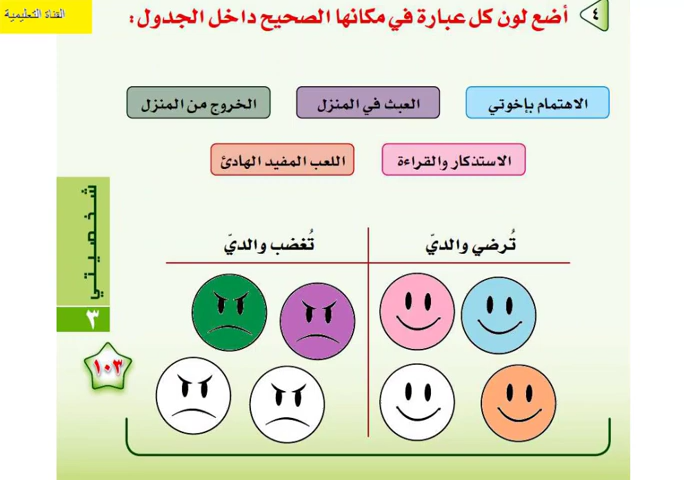 القناة التعليمية
٤ أضع لون كل عبارة في مكانها الصحيح داخل الجدول :
الاهتمام بإخوتي
العبث في المنزل
الخروج من المنزل
الاستذكار والقراءة
اللعب المفيد الهادئ
تُرضي والديّ
تُغضب والديّ
شخصيتي
٣
١٠٣